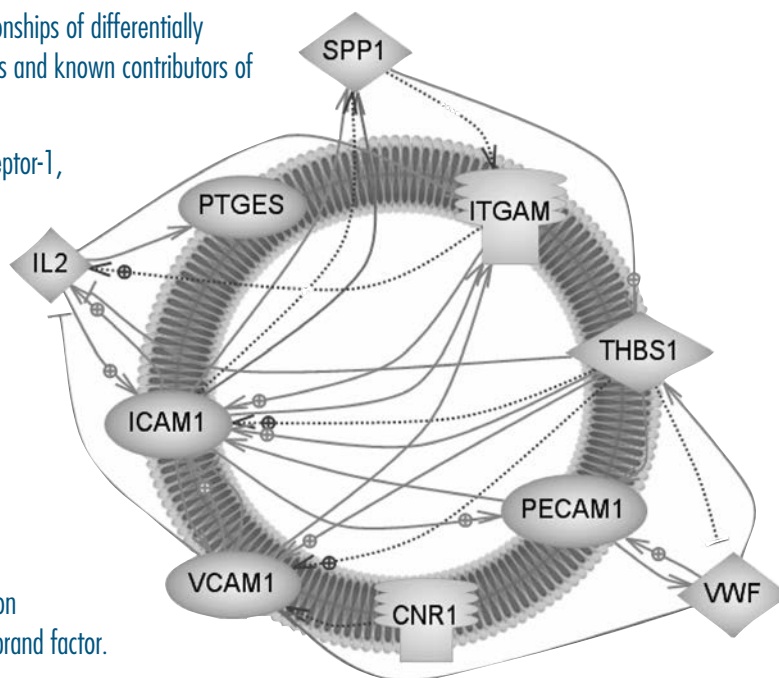 onships of differentially
s and known contributors of
eptor-1,
on
brand factor.
SPP1
PTGES
ITGAM
IL2
THBS1
ICAM1
PECAM1
VCAM1
CNR1
VWF